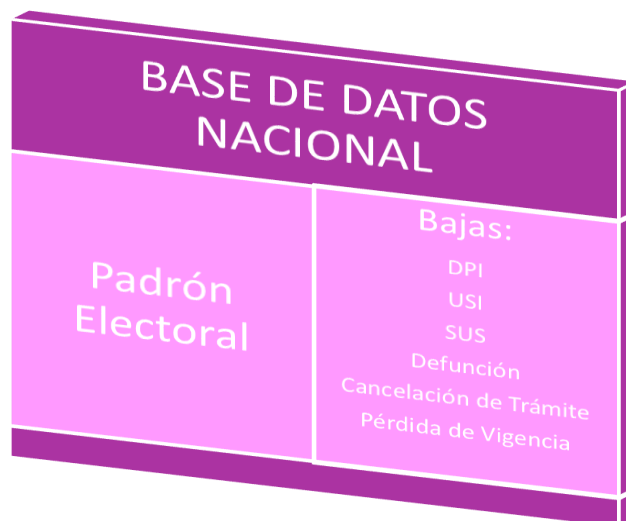 BASE DE DATOS
NACIONAL
Padrón
Electoral
Bajas:
DPI
USI
SUS
Defunción
Cancelación de Trámite
Pérdida de Vigencia